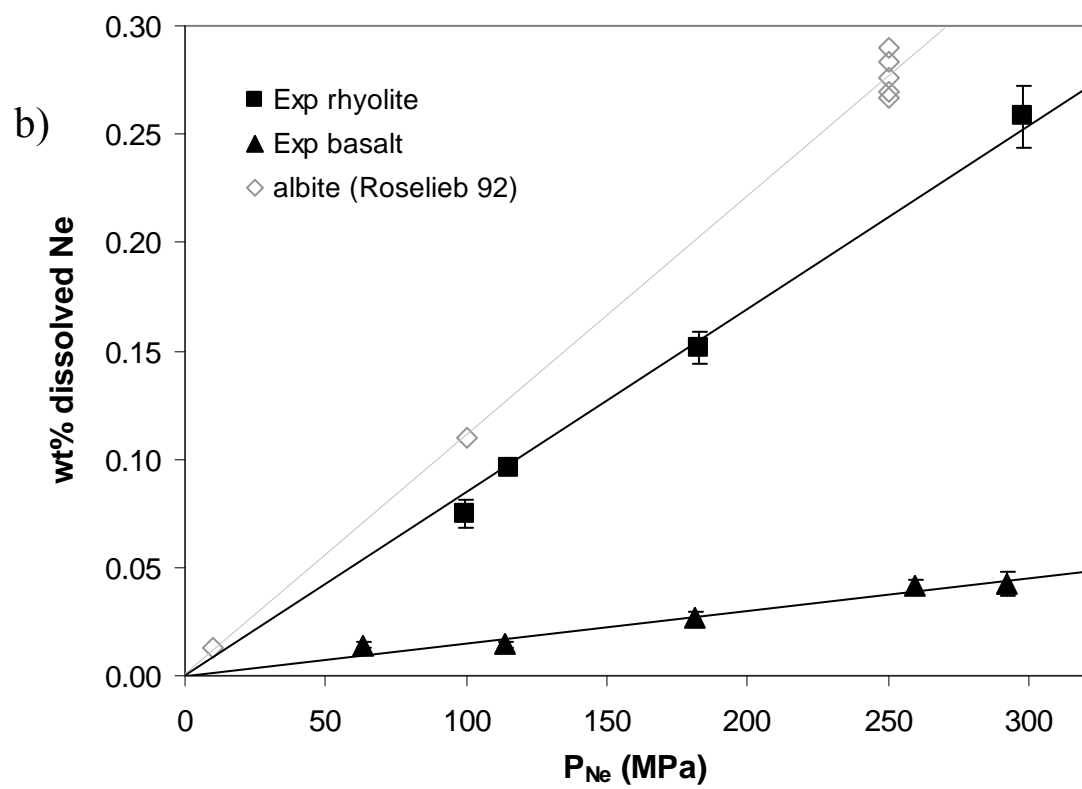 b)
wt% dissolved Ne
0.30
0.25
0.20
0.15
0.10
0.05
0.00
Exp rhyolite
Exp basalt
albite (Roselieb 92)
0 50 100 150 200 250 300
P_Ne (MPa)